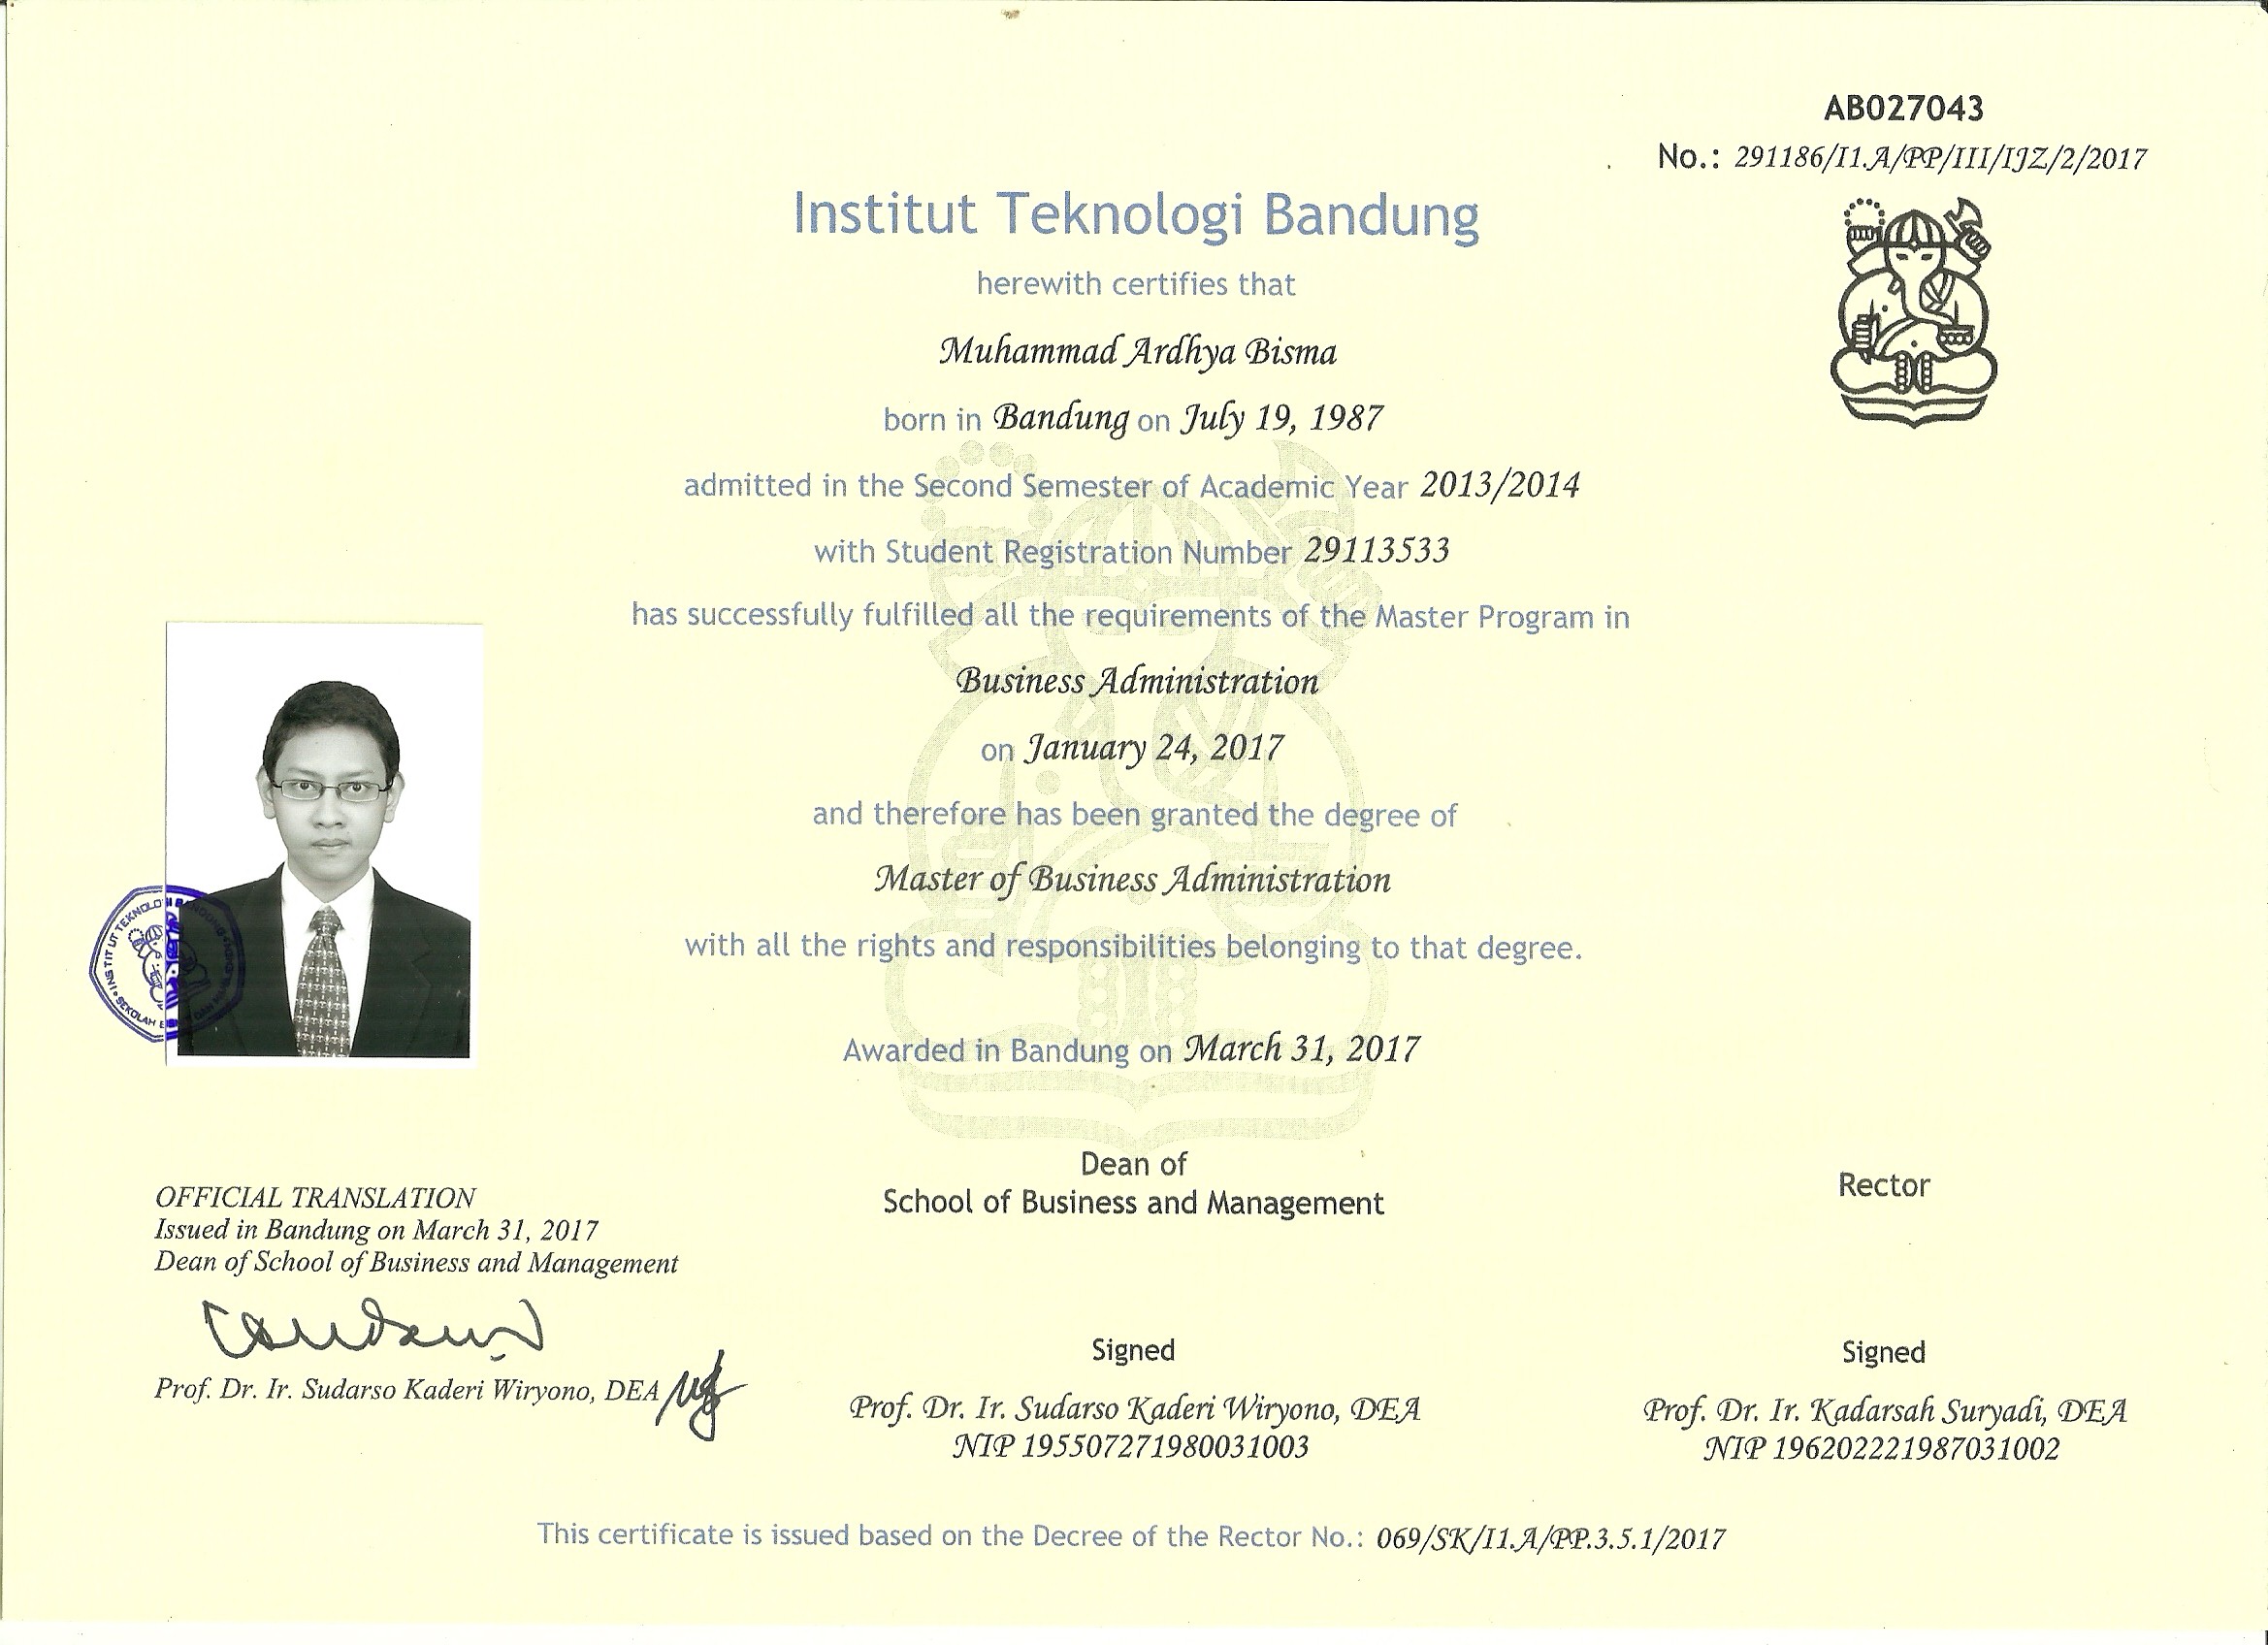 AB027043
No.: 291186/I1.A/PP/III/IJZ/2/2017
Institut Teknologi Bandung
herewith certifies that
Muhammad Ardhya Bisma
born in Bandung on July 19, 1987
admitted in the Second Semester of Academic Year 2013/2014
with Student Registration Number 29113533
has successfully fulfilled all the requirements of the Master Program in
Business Administration
on January 24, 2017
and therefore has been granted the degree of
Master of Business Administration
with all the rights and responsibilities belonging to that degree.
Awarded in Bandung on March 31, 2017
INSTITUT TEKNOLOGI BANDUNG
SEKOLAH BISNIS DAN
OFFICIAL TRANSLATION
Issued in Bandung on March 31, 2017
Dean of School of Business and Management
Prof. Dr. Ir. Sudarso Kaderi Wiryono, DEA
Dean of
School of Business and Management
Signed
Prof. Dr. Ir. Sudarso Kaderi Wiryono, DEA
NIP 195507271980031003
Rector
Signed
Prof. Dr. Ir. Kadarsah Suryadi, DEA
NIP 196202221987031002
This certificate is issued based on the Decree of the Rector No.: 069/SK/I1.A/PP.3.5.1/2017